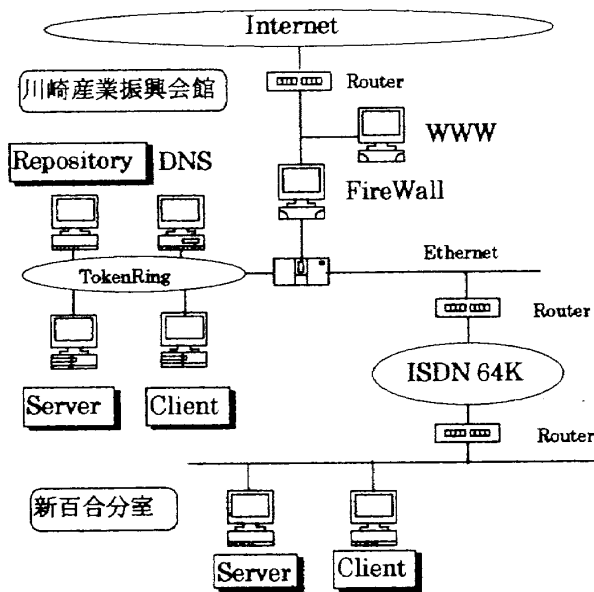 Internet
川崎産業振興会館
Router
WWW
Repository
DNS
FireWall
TokenRing
Ethernet
Router
Server
Client
ISDN 64K
Router
新百合分室
Server
Client